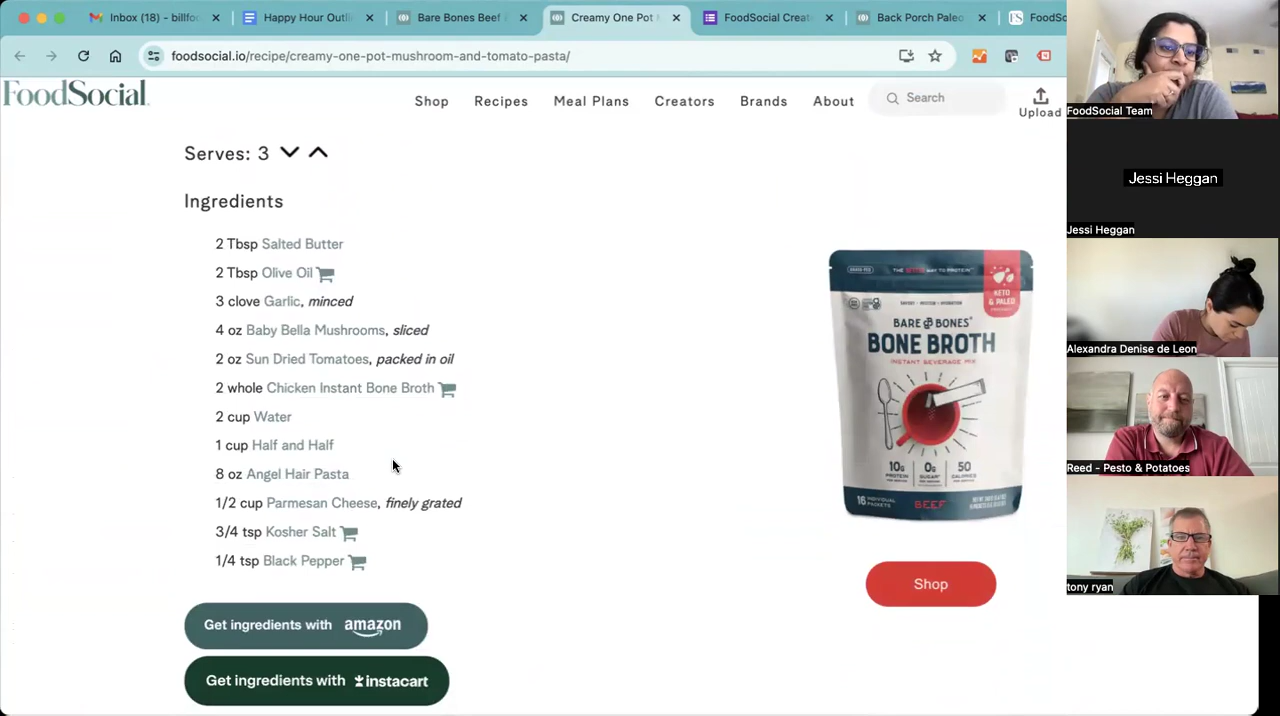 Inbox (18) - billfor
Happy Hour Outli
Bare Bones Beef
Creamy One Pot
FoodSocial Creat
Back Porch Paleo
FoodSo
foodsocial.io/recipe/creamy-one-pot-mushroom-and-tomato-pasta/
FoodSocial.
Shop
Recipes
Meal Plans
Creators
Brands
About
Search
Upload
Serves: 3
Ingredients
2 Tbsp Salted Butter
2 Tbsp Olive Oil
3 clove Garlic, minced
4 oz Baby Bella Mushrooms, sliced
2 oz Sun Dried Tomatoes, packed in oil
2 whole Chicken Instant Bone Broth
2 cup Water
1 cup Half and Half
8 oz Angel Hair Pasta
1/2 cup Parmesan Cheese, finely grated
3/4 tsp Kosher Salt
1/4 tsp Black Pepper
Get ingredients with amazon
Get ingredients with instacart
KETO
& PALEO
BARE BONES
BONE BROTH
INSTANT BEVERAGE MIX
10g
PROTEIN
0g
SUGAR
50
CALORIES
16 INDIVIDUAL
PACKETS
BEEF
Shop
FoodSocial Team
Jessi Heggan
Jessi Heggan
Alexandra Denise de Leon
Reed - Pesto & Potatoes
tony ryan